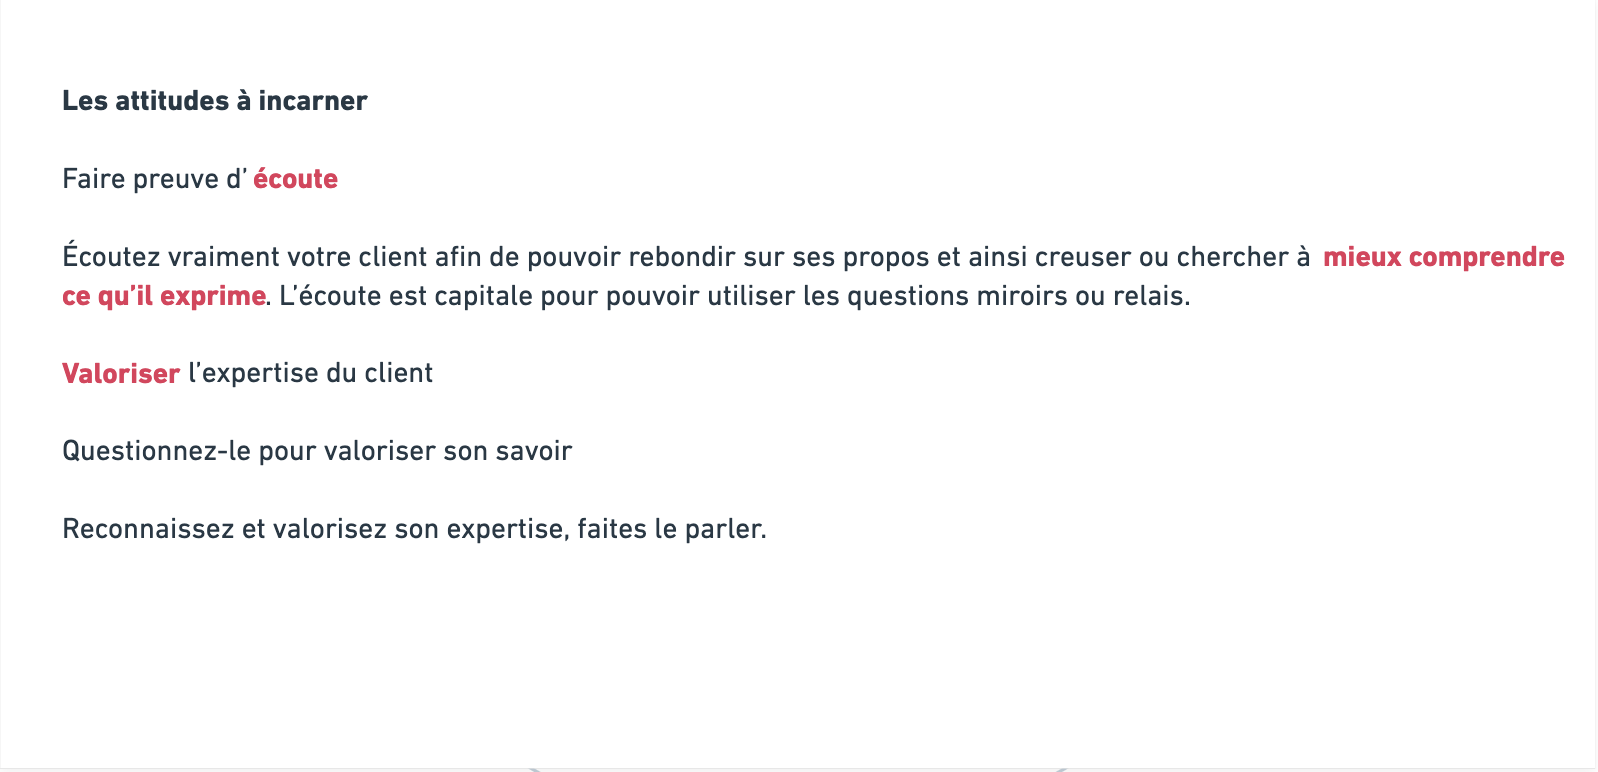 Les attitudes à incarner
Faire preuve d’ écoute
Écoutez vraiment votre client afin de pouvoir rebondir sur ses propos et ainsi creuser ou chercher à mieux comprendre
ce qu’il exprime. L’écoute est capitale pour pouvoir utiliser les questions miroirs ou relais.
Valoriser l’expertise du client
Questionnez-le pour valoriser son savoir
Reconnaissez et valorisez son expertise, faites le parler.